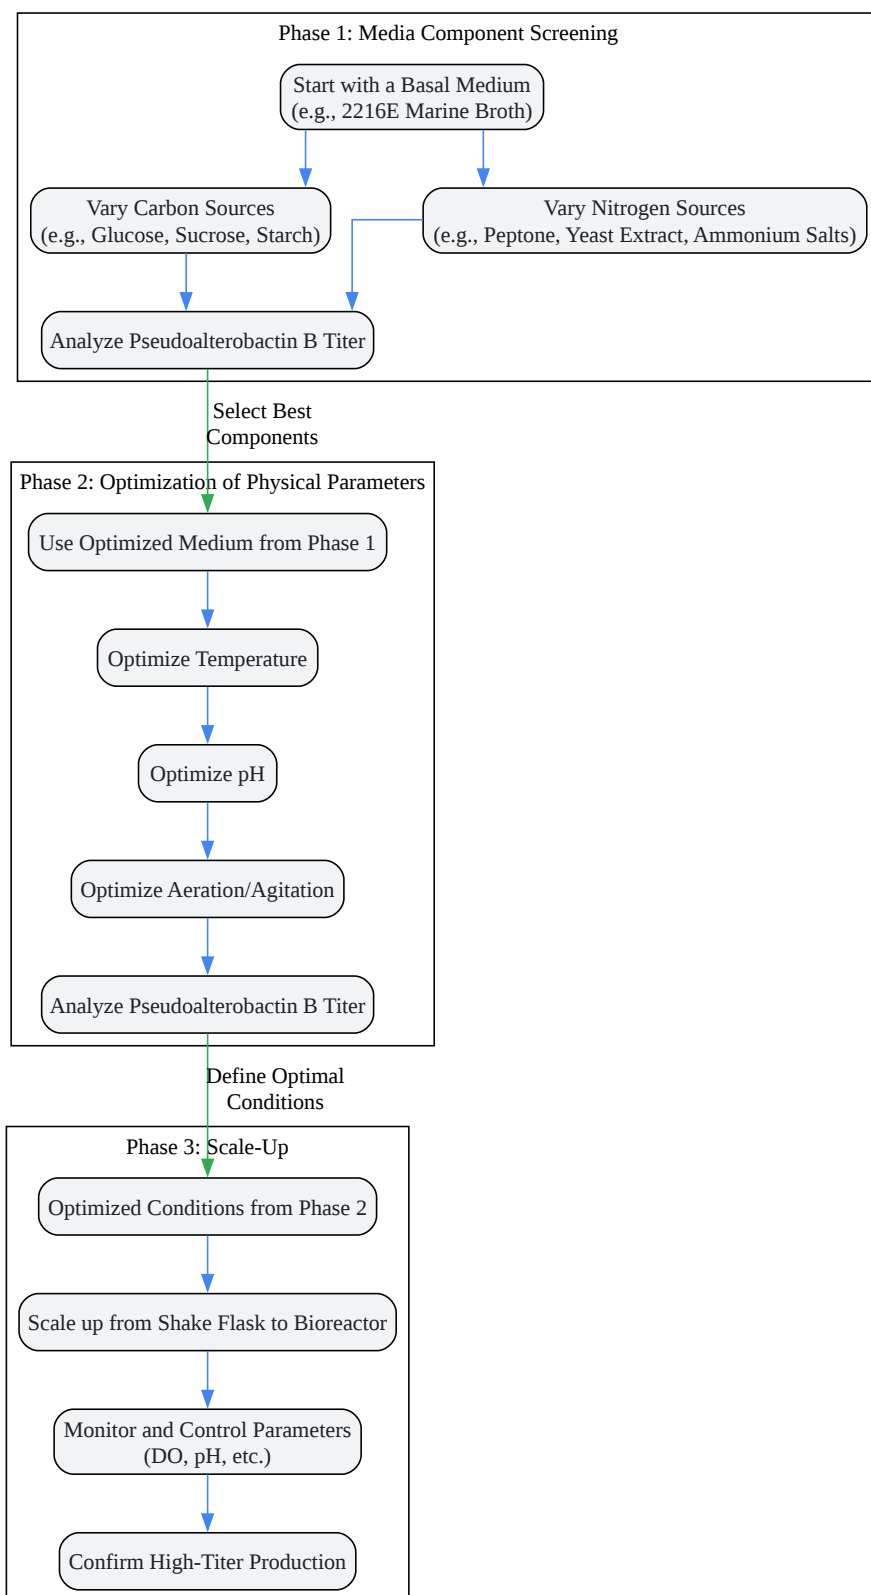 Phase 1: Media Component Screening
Start with a Basal Medium
(e.g., 2216E Marine Broth)
Vary Carbon Sources
(e.g., Glucose, Sucrose, Starch)
Vary Nitrogen Sources
(e.g., Peptone, Yeast Extract, Ammonium Salts)
Analyze Pseudoalterobactin B Titer
Select Best
Components
Phase 2: Optimization of Physical Parameters
Use Optimized Medium from Phase 1
Optimize Temperature
Optimize pH
Optimize Aeration/Agitation
Analyze Pseudoalterobactin B Titer
Define Optimal
Conditions
Phase 3: Scale-Up
Optimized Conditions from Phase 2
Scale up from Shake Flask to Bioreactor
Monitor and Control Parameters
(DO, pH, etc.)
Confirm High-Titer Production